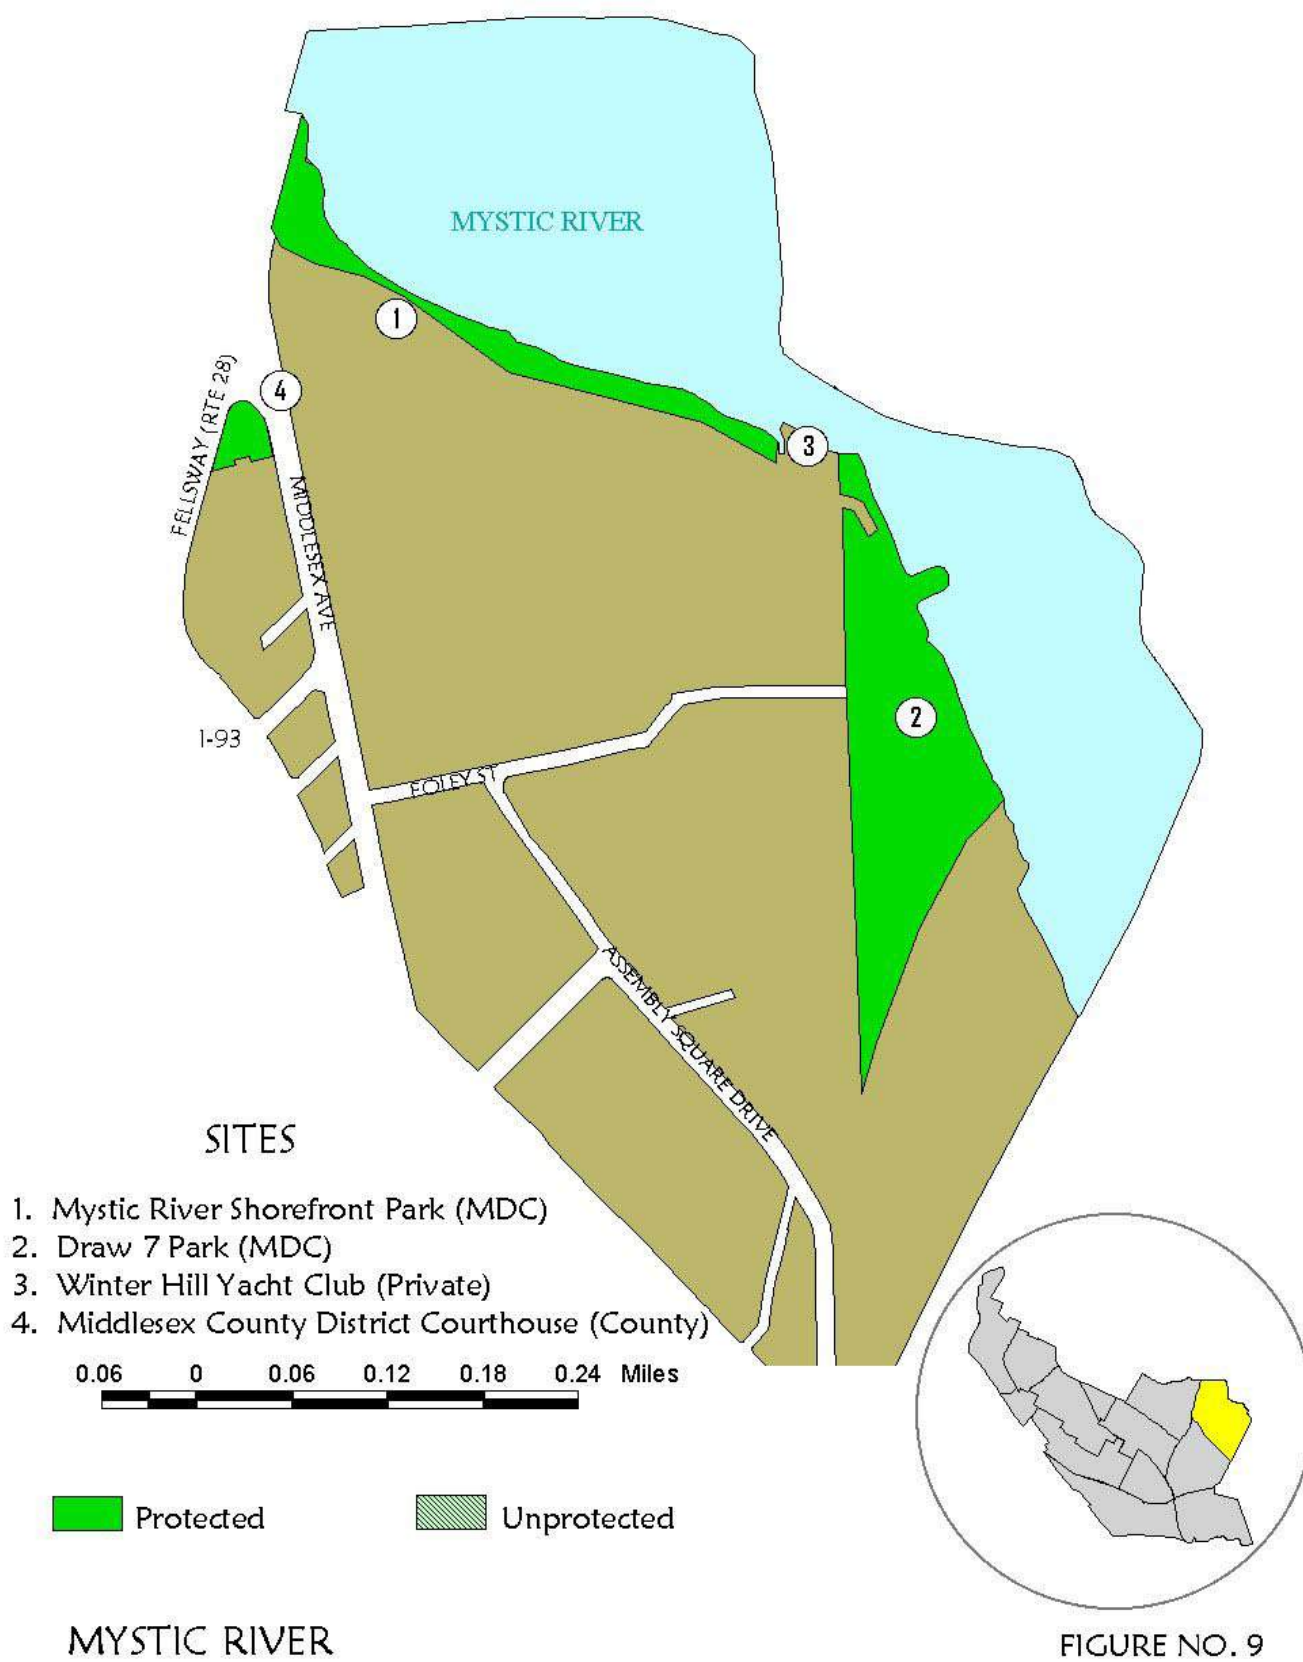 MYSTIC RIVER
1
4
3
FELLSWAY (RTE 28)
MIDDLESEX AVE
2
I-93
FOLEY ST
ASSEMBLY SQUARE DRIVE
SITES
1. Mystic River Shorefront Park (MDC)
2. Draw 7 Park (MDC)
3. Winter Hill Yacht Club (Private)
4. Middlesex County District Courthouse (County)
0.06 0 0.06 0.12 0.18 0.24 Miles
Protected Unprotected
MYSTIC RIVER
FIGURE NO. 9